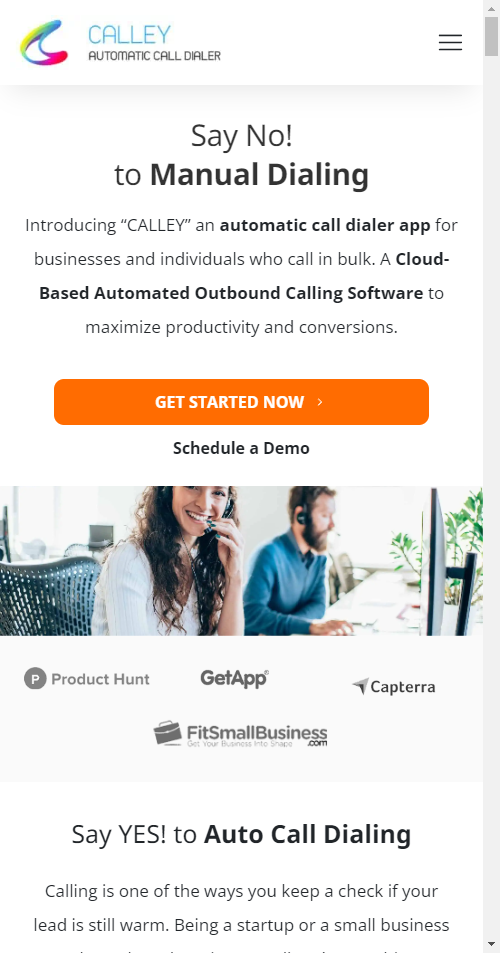 CALLEY
AUTOMATIC CALL DIALER
Say No!
to Manual Dialing
Introducing “CALLEY” an automatic call dialer app for
businesses and individuals who call in bulk. A Cloud-
Based Automated Outbound Calling Software to
maximize productivity and conversions.
GET STARTED NOW
Schedule a Demo
P Product Hunt
GetApp
Capterra
FitSmallBusiness
Get Your Business Into Shape
.com
Say YES! to Auto Call Dialing
Calling is one of the ways you keep a check if your
lead is still warm. Being a startup or a small business